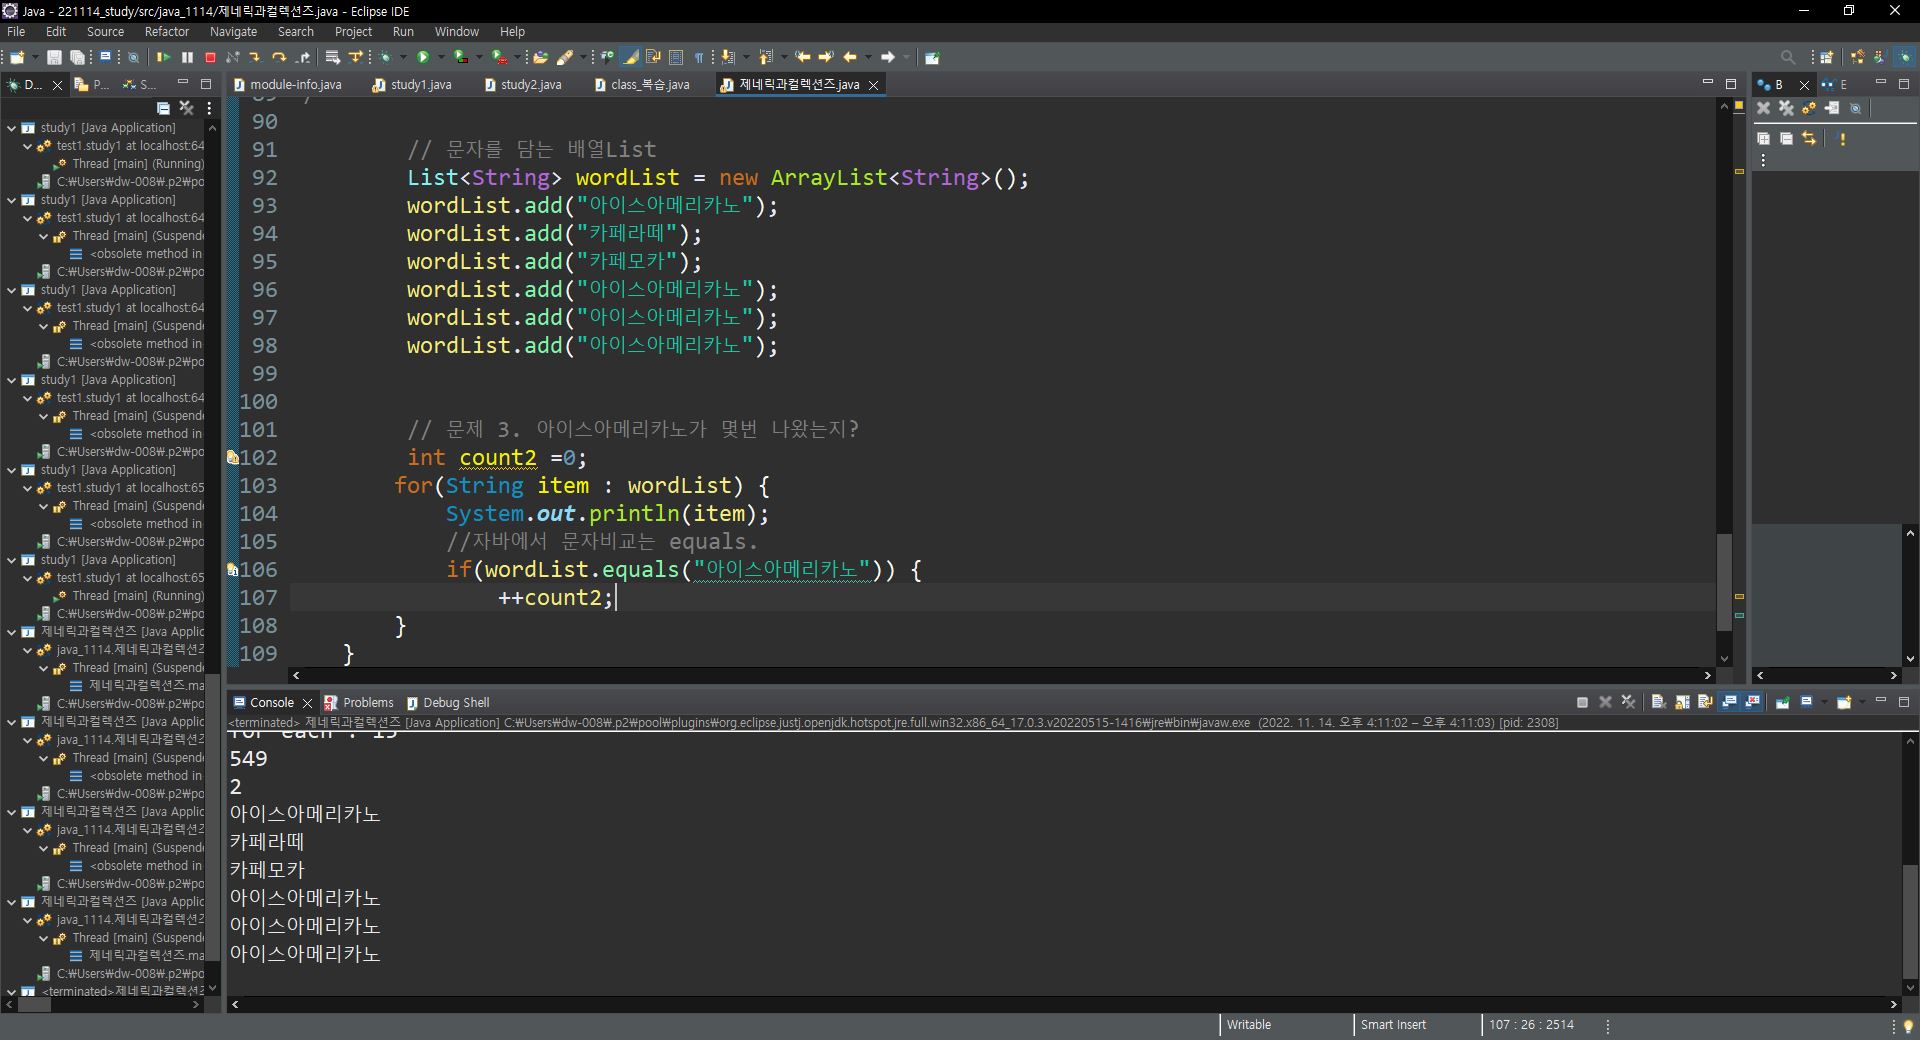 Java - 221114_study/src/java_1114/제네릭과컬렉션즈.java - Eclipse IDE
File Edit Source Refactor Navigate Search Project Run Window Help
D... P... S...
module-info.java study1.java study2.java class_복습.java 제네릭과컬렉션즈.java
B E
study1 [Java Application]
test1.study1 at localhost:64
Thread [main] (Running)
C:₩Users₩dw-008₩.p2₩po
study1 [Java Application]
test1.study1 at localhost:64
Thread [main] (Suspende
<obsolete method in
C:₩Users₩dw-008₩.p2₩po
study1 [Java Application]
test1.study1 at localhost:64
Thread [main] (Suspende
<obsolete method in
C:₩Users₩dw-008₩.p2₩po
study1 [Java Application]
test1.study1 at localhost:64
Thread [main] (Suspende
<obsolete method in
C:₩Users₩dw-008₩.p2₩po
study1 [Java Application]
test1.study1 at localhost:65
Thread [main] (Suspende
<obsolete method in
C:₩Users₩dw-008₩.p2₩po
study1 [Java Application]
test1.study1 at localhost:65
Thread [main] (Running)
C:₩Users₩dw-008₩.p2₩po
제네릭과컬렉션즈 [Java Applic
java_1114.제네릭과컬렉션즈
Thread [main] (Suspende
제네릭과컬렉션즈.ma
C:₩Users₩dw-008₩.p2₩po
제네릭과컬렉션즈 [Java Applic
java_1114.제네릭과컬렉션즈
Thread [main] (Suspende
<obsolete method in
C:₩Users₩dw-008₩.p2₩po
제네릭과컬렉션즈 [Java Applic
java_1114.제네릭과컬렉션즈
Thread [main] (Suspende
<obsolete method in
C:₩Users₩dw-008₩.p2₩po
제네릭과컬렉션즈 [Java Applic
java_1114.제네릭과컬렉션즈
Thread [main] (Suspende
제네릭과컬렉션즈.ma
C:₩Users₩dw-008₩.p2₩po
<terminated>제네릭과컬렉션즈
89 /
90
91 // 문자를 담는 배열List
92 List<String> wordList = new ArrayList<String>();
93 wordList.add("아이스아메리카노");
94 wordList.add("카페라떼");
95 wordList.add("카페모카");
96 wordList.add("아이스아메리카노");
97 wordList.add("아이스아메리카노");
98 wordList.add("아이스아메리카노");
99
100
101 // 문제 3. 아이스아메리카노가 몇번 나왔는지?
102 int count2 =0;
103 for(String item : wordList) {
104 System.out.println(item);
105 //자바에서 문자비교는 equals.
106 if(wordList.equals("아이스아메리카노")) {
107 ++count2;
108 }
109 }
Console Problems Debug Shell
<terminated> 제네릭과컬렉션즈 [Java Application] C:₩Users₩dw-008₩.p2₩pool₩plugins₩org.eclipse.justj.openjdk.hotspot.jre.full.win32.x86_64_17.0.3.v20220515-1416₩jre₩bin₩javaw.exe (2022. 11. 14. 오후 4:11:02 – 오후 4:11:03) [pid: 2308]
for each : 15
549
2
아이스아메리카노
카페라떼
카페모카
아이스아메리카노
아이스아메리카노
아이스아메리카노
Writable Smart Insert 107 : 26 : 2514